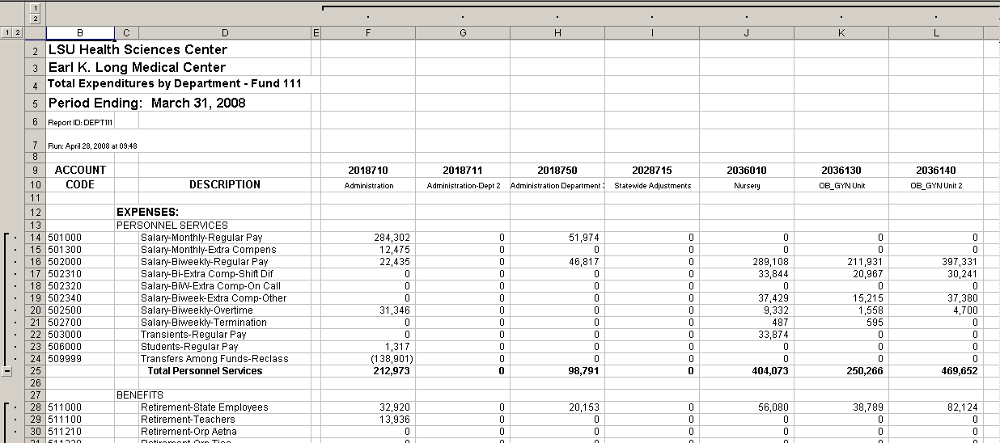 1
2
1 2 B C D E F G H I J K L
2 LSU Health Sciences Center
3 Earl K. Long Medical Center
4 Total Expenditures by Department - Fund 111
5 Period Ending: March 31, 2008
6 Report ID: DEPT111
7 Run: April 28, 2008 at 09:48
8
9 ACCOUNT 2018710 2018711 2018750 2028715 2036010 2036130 2036140
10 CODE DESCRIPTION Administration Administration-Dept 2 Administration Department Statewide Adjustments Nursery OB_GYN Unit OB_GYN Unit 2
11
12 EXPENSES:
13 PERSONNEL SERVICES
14 501000 Salary-Monthly-Regular Pay 284,302 0 51,974 0 0 0 0
15 501300 Salary-Monthly-Extra Compens 12,475 0 0 0 0 0 0
16 502000 Salary-Biweekly-Regular Pay 22,435 0 46,817 0 289,108 211,931 397,331
17 502310 Salary-Bi-Extra Comp-Shift Dif 0 0 0 0 33,844 20,967 30,241
18 502320 Salary-BiW-Extra Comp-On Call 0 0 0 0 0 0 0
19 502340 Salary-Biweek-Extra Comp-Other 0 0 0 0 37,429 15,215 37,380
20 502500 Salary-Biweekly-Overtime 31,346 0 0 0 9,332 1,558 4,700
21 502700 Salary-Biweekly-Termination 0 0 0 0 487 595 0
22 503000 Transients-Regular Pay 0 0 0 0 33,874 0 0
23 506000 Students-Regular Pay 1,317 0 0 0 0 0 0
24 509999 Transfers Among Funds-Reclass (138,901) 0 0 0 0 0 0
25 Total Personnel Services 212,973 0 98,791 0 404,073 250,266 469,652
26
27 BENEFITS
28 511000 Retirement-State Employees 32,920 0 20,153 0 56,080 38,789 82,124
29 511100 Retirement-Teachers 13,936 0 0 0 0 0 0
30 511210 Retirement-Orp Aetna 0 0 0 0 0 0 0